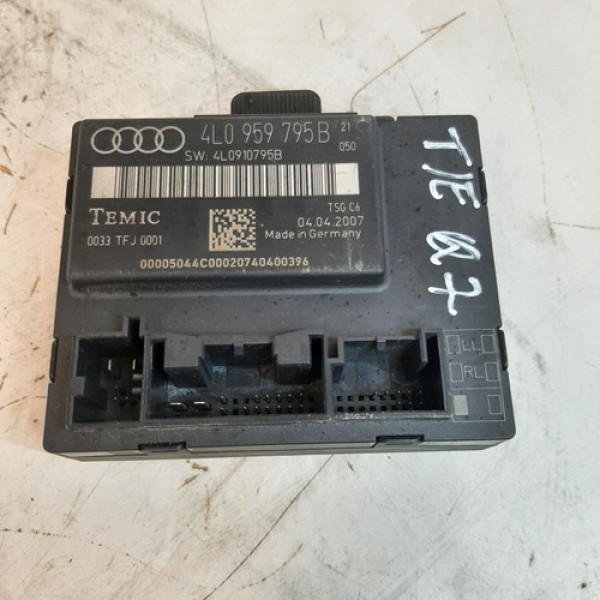 4L0 959 795B 21
050
SW: 4L0910795B
TEMIC
TSG C6
04.04.2007
0033 TFJ 0001
Made in Germany
00005044C00020740400396
T/E Q7
LL
RL